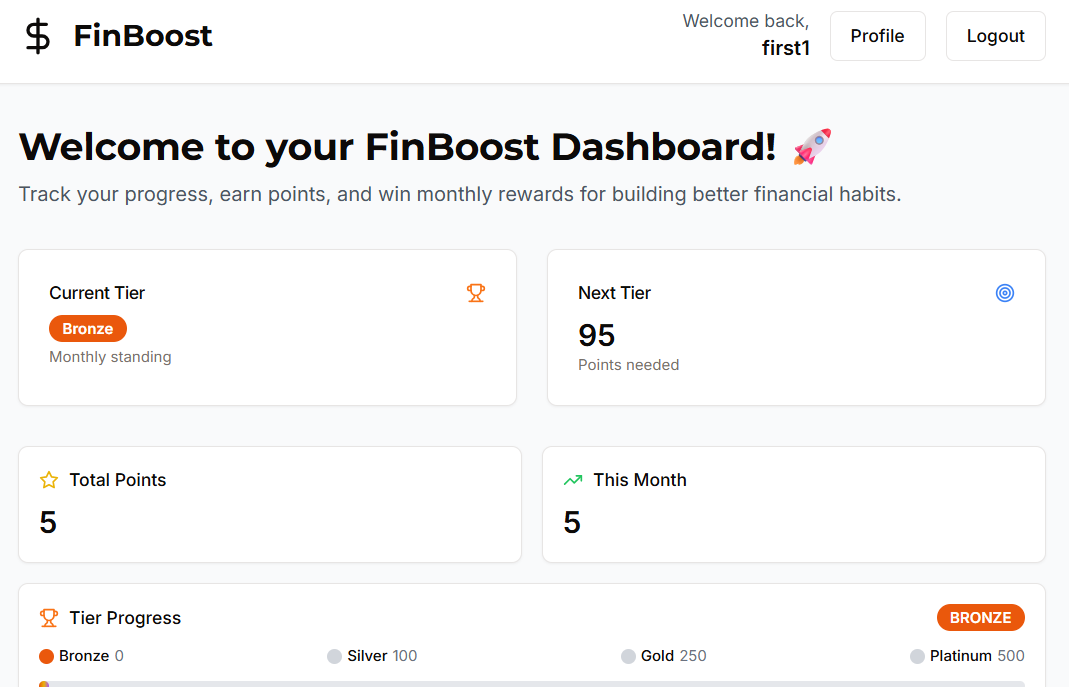 FinBoost
Welcome back,
first1
Profile
Logout
Welcome to your FinBoost Dashboard! 🚀
Track your progress, earn points, and win monthly rewards for building better financial habits.
Current Tier
Bronze
Monthly standing
Next Tier
95
Points needed
Total Points
5
This Month
5
Tier Progress
BRONZE
Bronze 0
Silver 100
Gold 250
Platinum 500